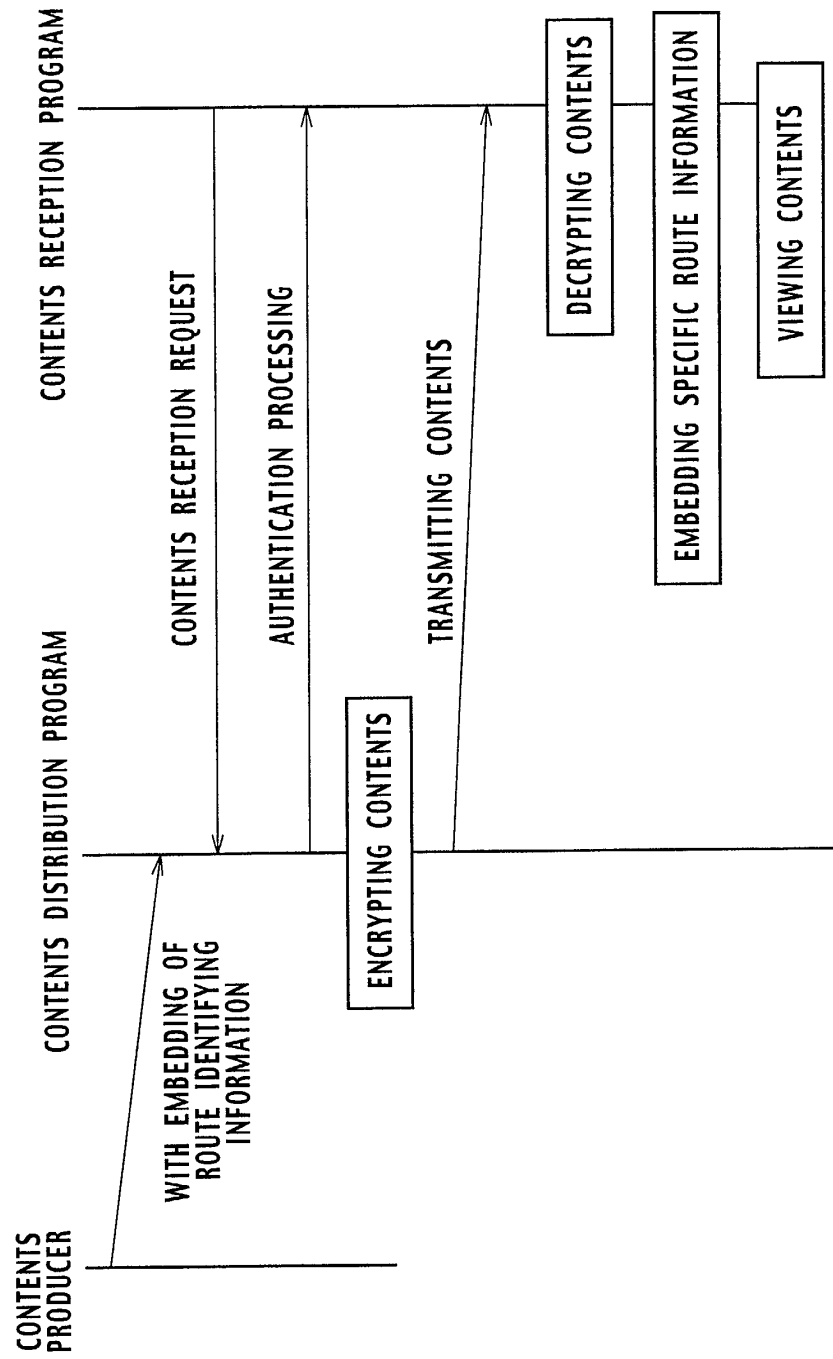 CONTENTS
PRODUCER
CONTENTS DISTRIBUTION PROGRAM
CONTENTS RECEPTION PROGRAM
WITH EMBEDDING OF
ROUTE IDENTIFYING
INFORMATION
CONTENTS RECEPTION REQUEST
AUTHENTICATION PROCESSING
ENCRYPTING CONTENTS
TRANSMITTING CONTENTS
DECRYPTING CONTENTS
EMBEDDING SPECIFIC ROUTE INFORMATION
VIEWING CONTENTS